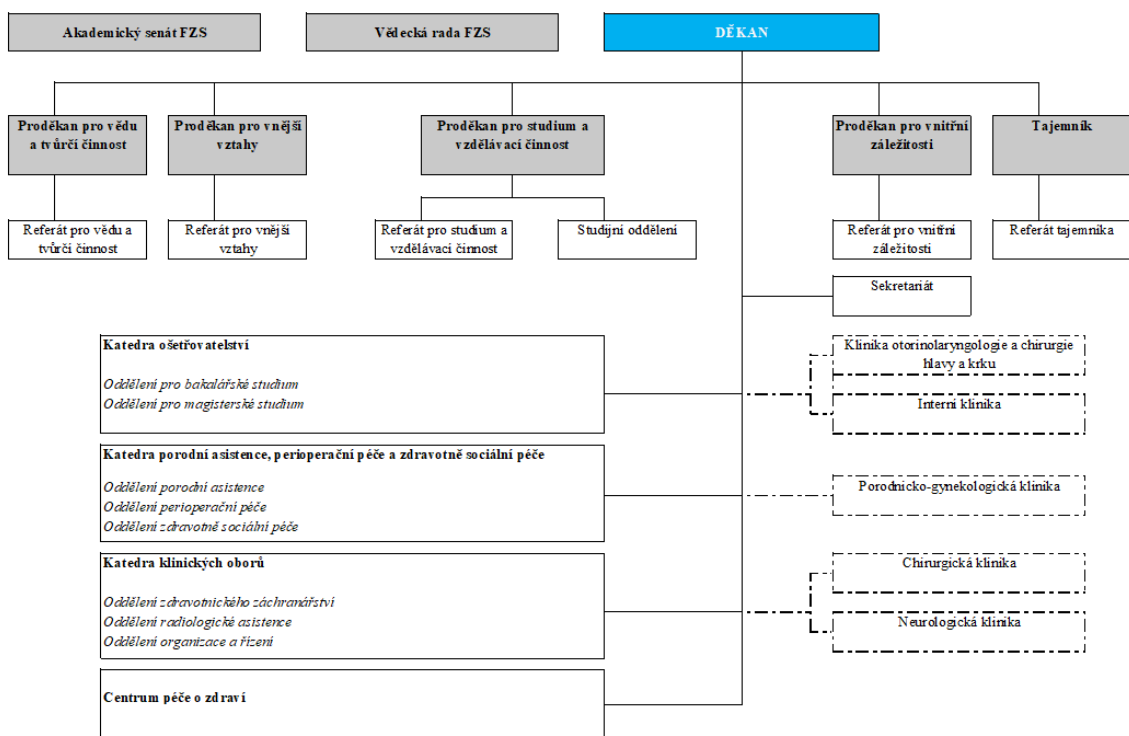 Akademický senát FZS
Vědecká rada FZS
DĚKAN
Proděkan pro vědu
a tvůrčí činnost
Proděkan pro vnější
vztahy
Proděkan pro studium a
vzdělávací činnost
Proděkan pro vnitřní
záležitosti
Tajemník
Referát pro vědu a
tvůrčí činnost
Referát pro vnější
vztahy
Referát pro studium a
vzdělávací činnost
Studijní oddělení
Referát pro vnitřní
záležitosti
Referát tajemníka
Sekretariát
Katedra ošetřovatelství
Oddělení pro bakalářské studium
Oddělení pro magisterské studium
Klinika otorinolaryngologie a chirurgie
hlavy a krku
Interní klinika
Katedra porodní asistence, perioperační péče a zdravotně sociální péče
Oddělení porodní asistence
Oddělení perioperační péče
Oddělení zdravotně sociální péče
Porodnicko-gynekologická klinika
Katedra klinických oborů
Oddělení zdravotnického záchranářství
Oddělení radiologické asistence
Oddělení organizace a řízení
Chirurgická klinika
Neurologická klinika
Centrum péče o zdraví